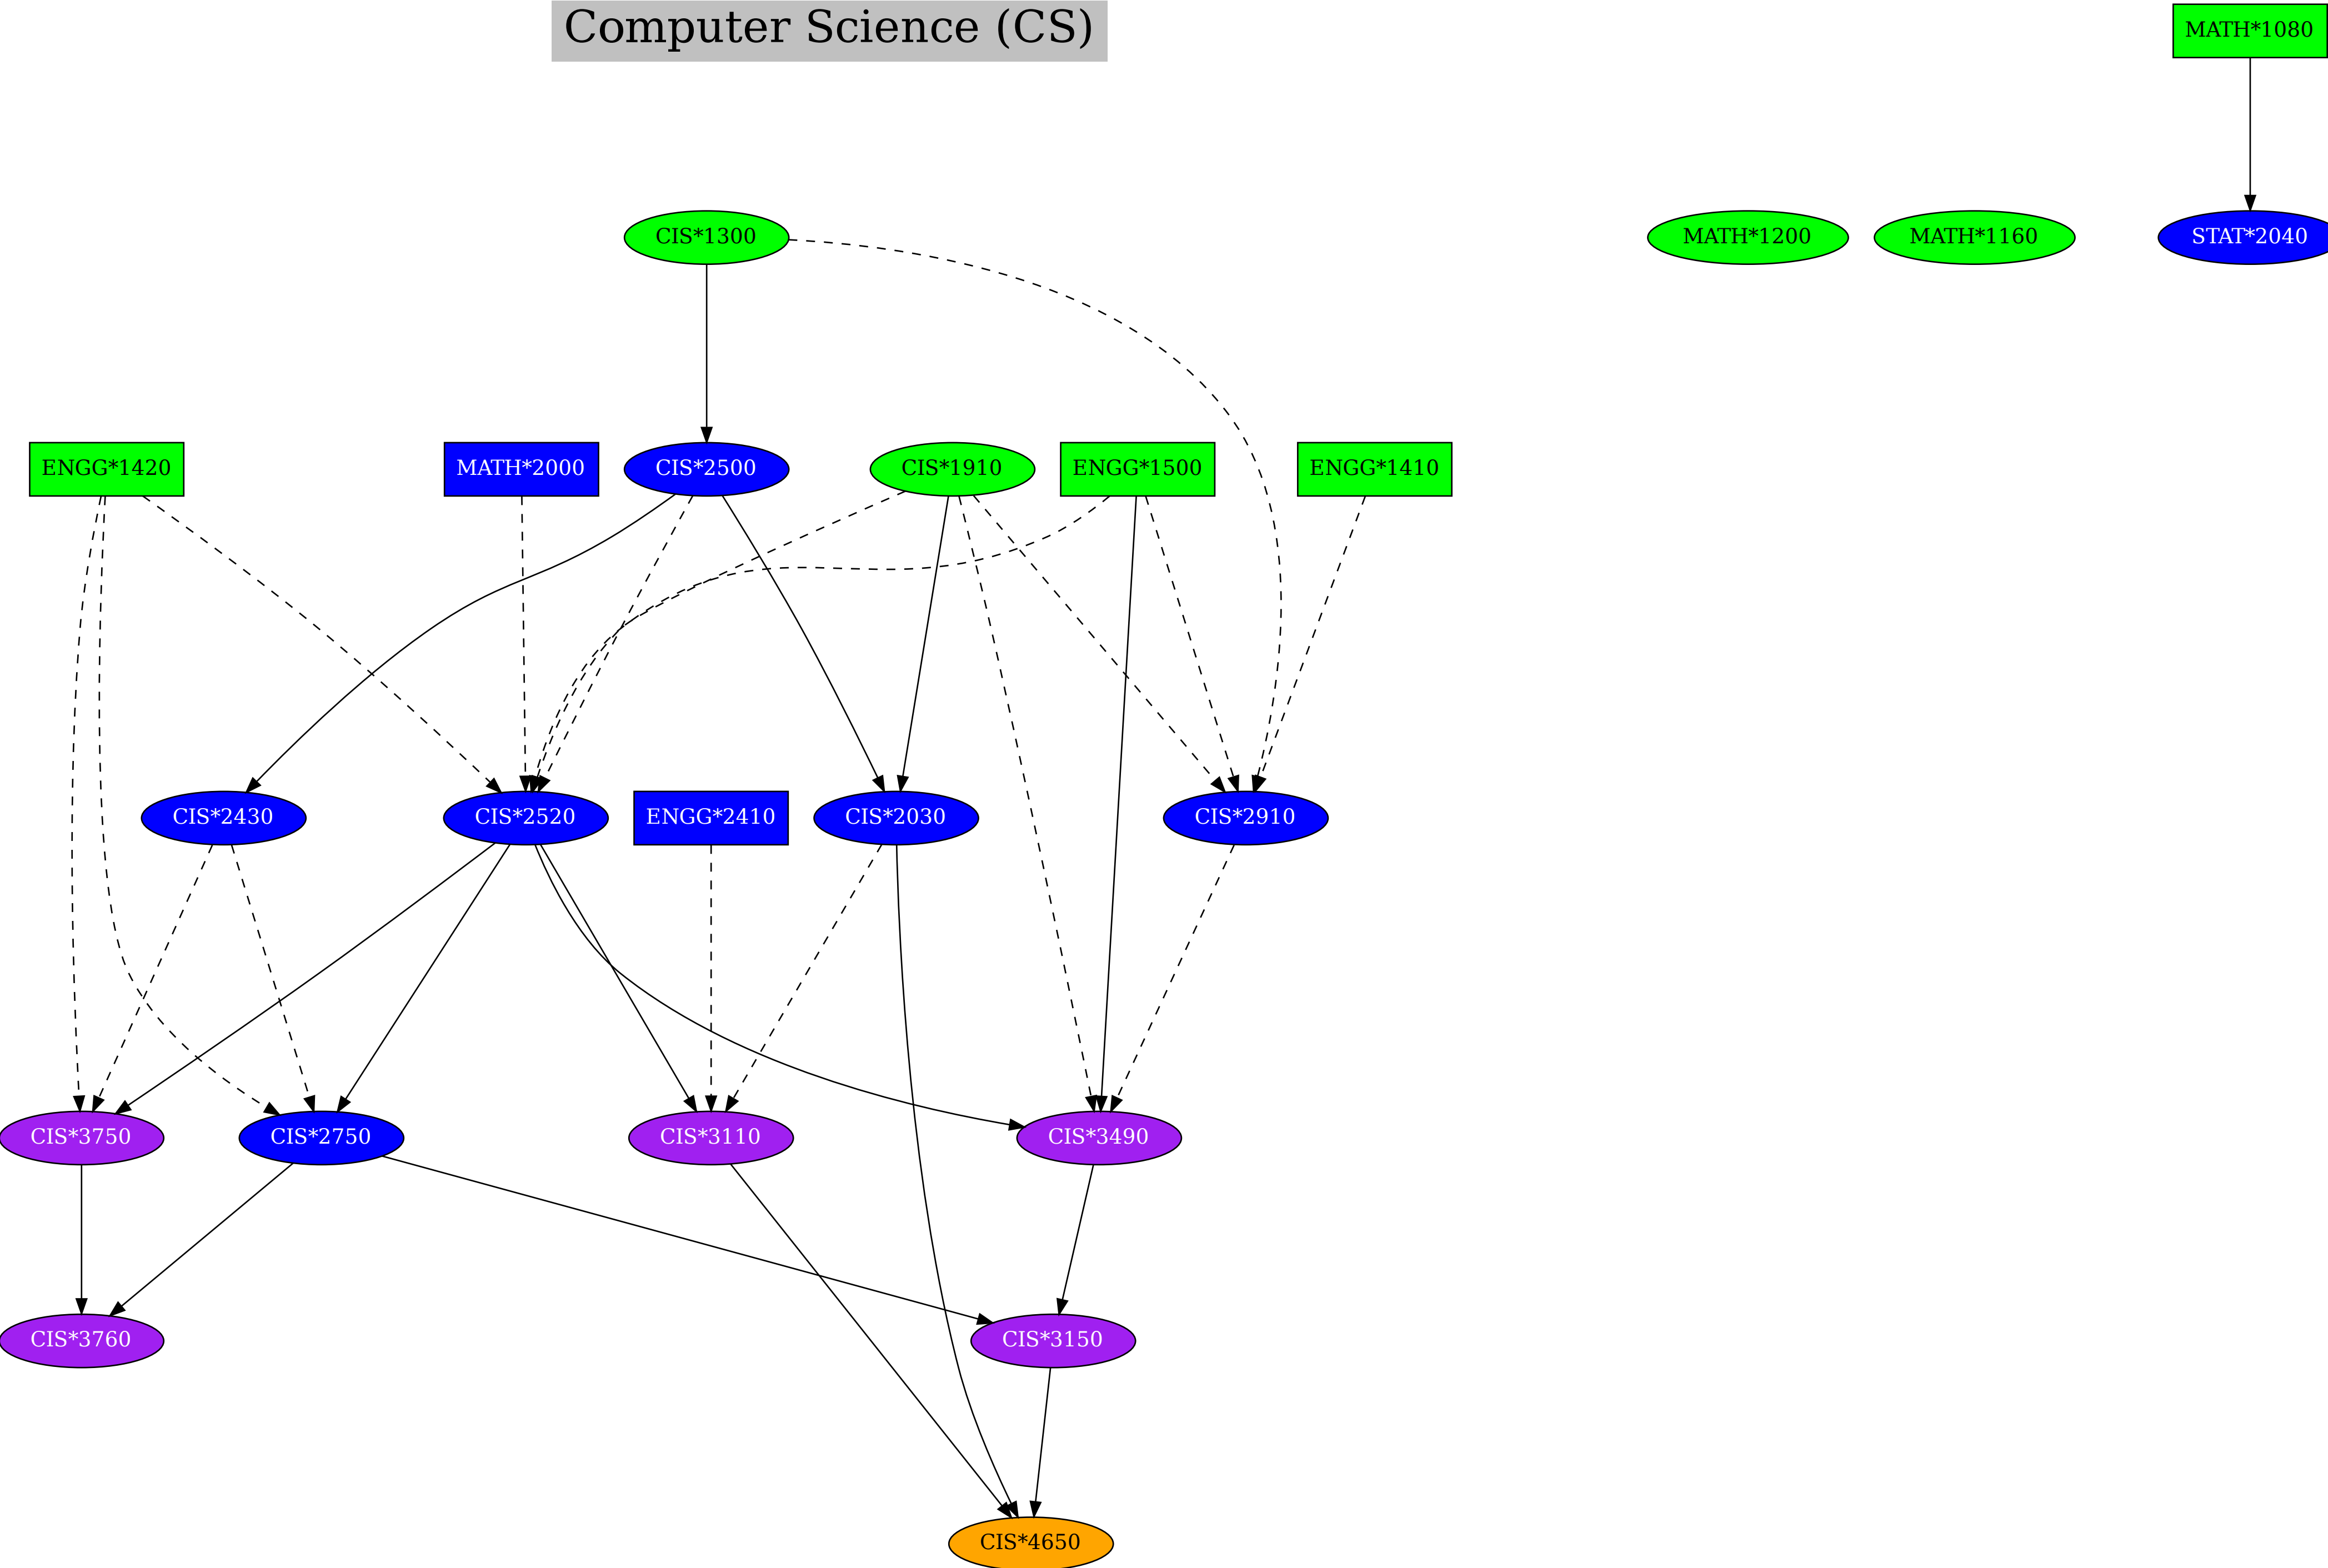 Computer Science (CS)
MATH*1080
CIS*1300
MATH*1200
MATH*1160
STAT*2040
ENGG*1420
MATH*2000
CIS*2500
CIS*1910
ENGG*1500
ENGG*1410
CIS*2430
CIS*2520
ENGG*2410
CIS*2030
CIS*2910
CIS*3750
CIS*2750
CIS*3110
CIS*3490
CIS*3760
CIS*3150
CIS*4650